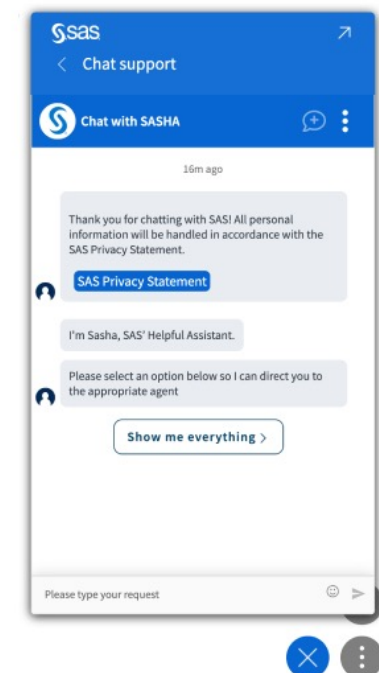 sas
Chat support
Chat with SASHA
16m ago
Thank you for chatting with SAS! All personal
information will be handled in accordance with the
SAS Privacy Statement.
SAS Privacy Statement
I'm Sasha, SAS' Helpful Assistant.
Please select an option below so I can direct you to
the appropriate agent
Show me everything >
Please type your request